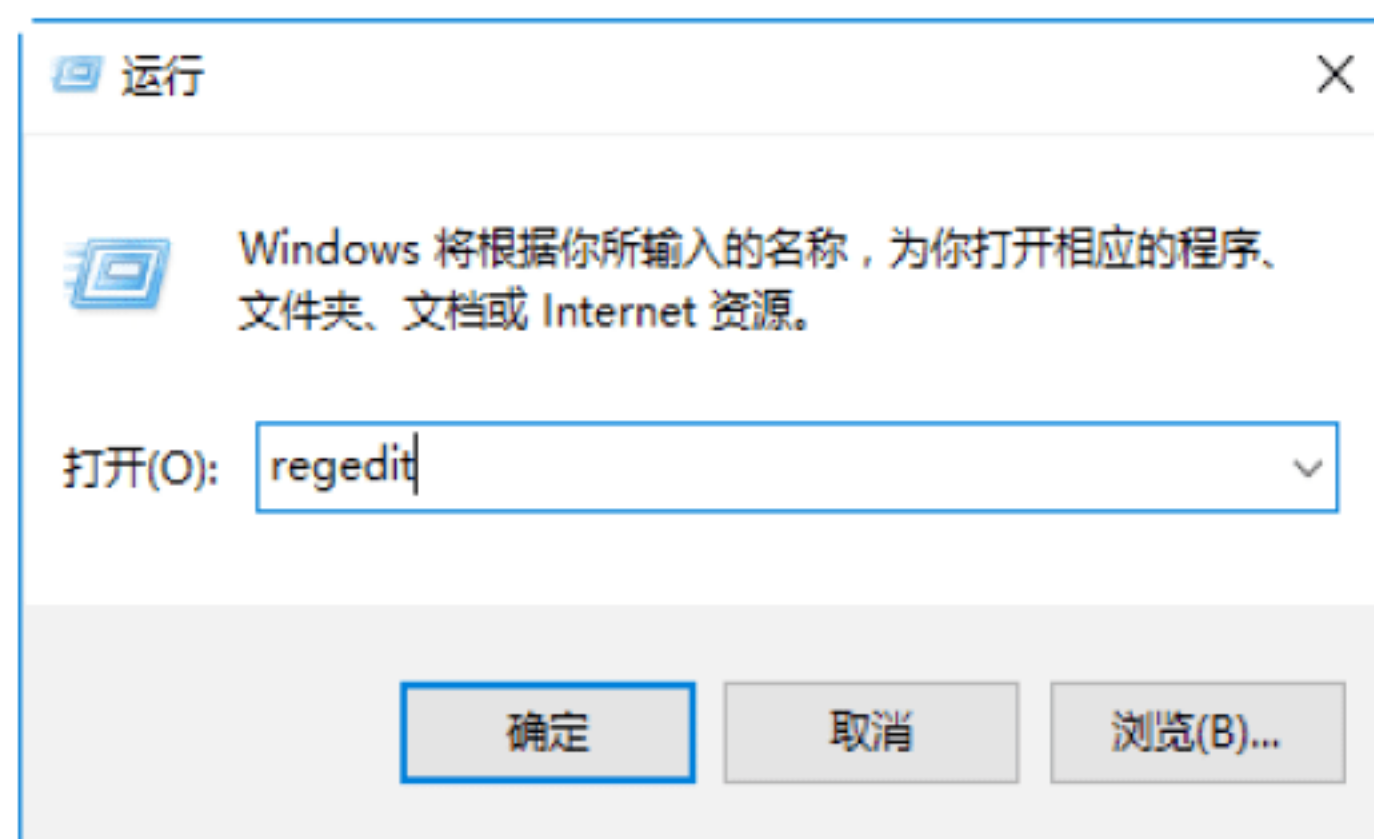 运行
Windows 将根据你所输入的名称，为你打开相应的程序、
文件夹、文档或 Internet 资源。
打开(O): regedit
确定 取消 浏览(B)...